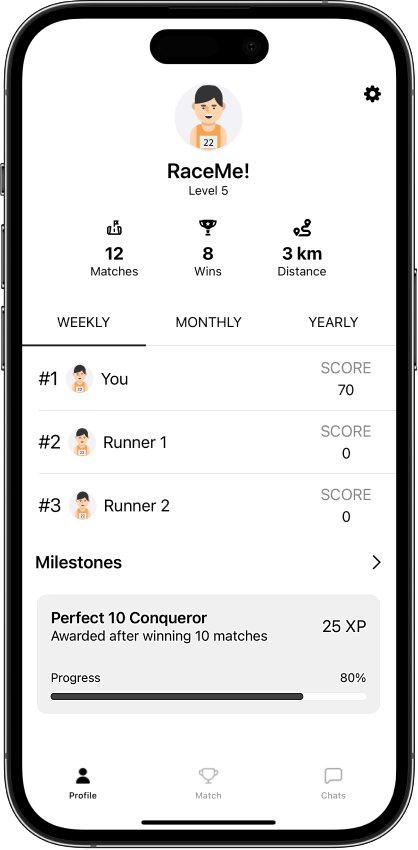 22
RaceMe!
Level 5
12 8 3 km
Matches Wins Distance
WEEKLY MONTHLY YEARLY
#1 22 You SCORE
70
#2 22 Runner 1 SCORE
0
#3 22 Runner 2 SCORE
0
Milestones
Perfect 10 Conqueror 25 XP
Awarded after winning 10 matches
Progress 80%
Profile Match Chats